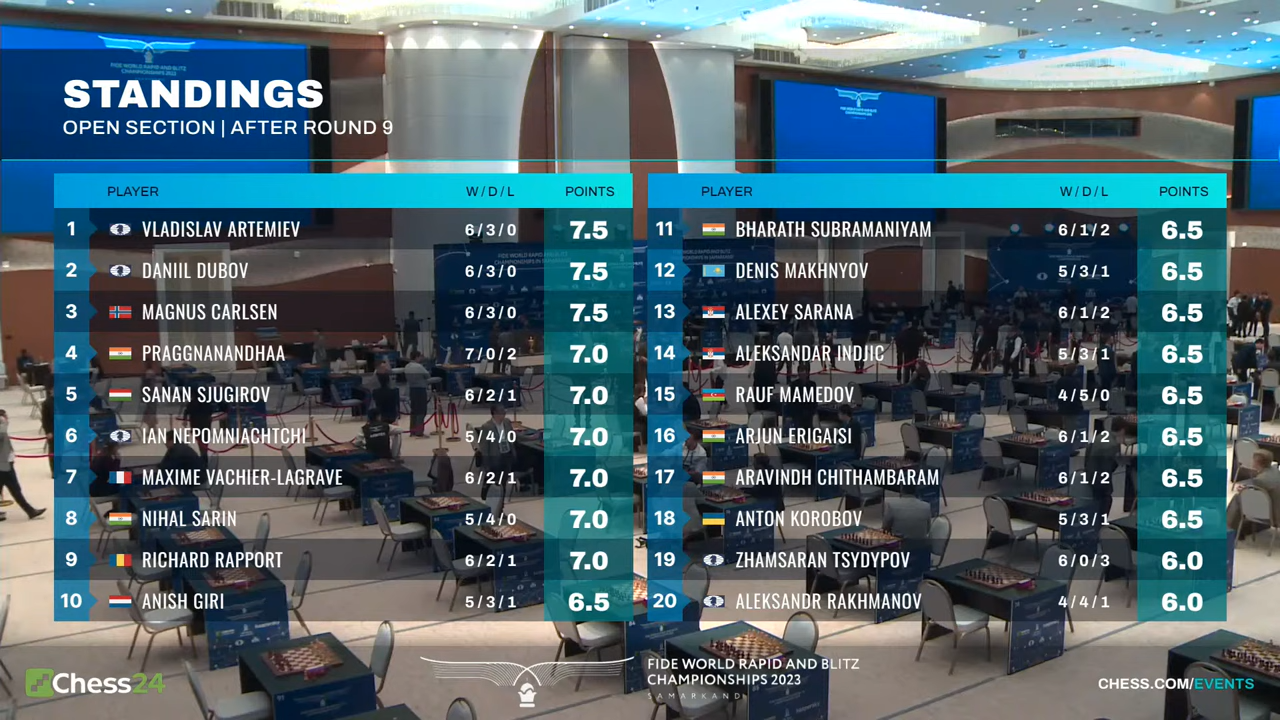 FIDE WORLD RAPID AND BLITZ
CHAMPIONSHIPS 2023
STANDINGS
OPEN SECTION | AFTER ROUND 9
PLAYER W / D / L POINTS
1 VLADISLAV ARTEMIEV 6 / 3 / 0 7.5
2 DANIIL DUBOV 6 / 3 / 0 7.5
3 MAGNUS CARLSEN 6 / 3 / 0 7.5
4 PRAGGNANANDHAA 7 / 0 / 2 7.0
5 SANAN SJUGIROV 6 / 2 / 1 7.0
6 IAN NEPOMNIACHTCHI 5 / 4 / 0 7.0
7 MAXIME VACHIER-LAGRAVE 6 / 2 / 1 7.0
8 NIHAL SARIN 5 / 4 / 0 7.0
9 RICHARD RAPPORT 6 / 2 / 1 7.0
10 ANISH GIRI 5 / 3 / 1 6.5
PLAYER W / D / L POINTS
11 BHARATH SUBRAMANIYAM 6 / 1 / 2 6.5
12 DENIS MAKHNYOV 5 / 3 / 1 6.5
13 ALEXEY SARANA 6 / 1 / 2 6.5
14 ALEKSANDAR INDJIC 5 / 3 / 1 6.5
15 RAUF MAMEDOV 4 / 5 / 0 6.5
16 ARJUN ERIGAISI 6 / 1 / 2 6.5
17 ARAVINDH CHITHAMBARAM 6 / 1 / 2 6.5
18 ANTON KOROBOV 5 / 3 / 1 6.5
19 ZHAMSARAN TSYDYPOV 6 / 0 / 3 6.0
20 ALEKSANDR RAKHMANOV 4 / 4 / 1 6.0
Chess24
FIDE WORLD RAPID AND BLITZ
CHAMPIONSHIPS 2023
SAMARKAND
CHESS.COM/EVENTS